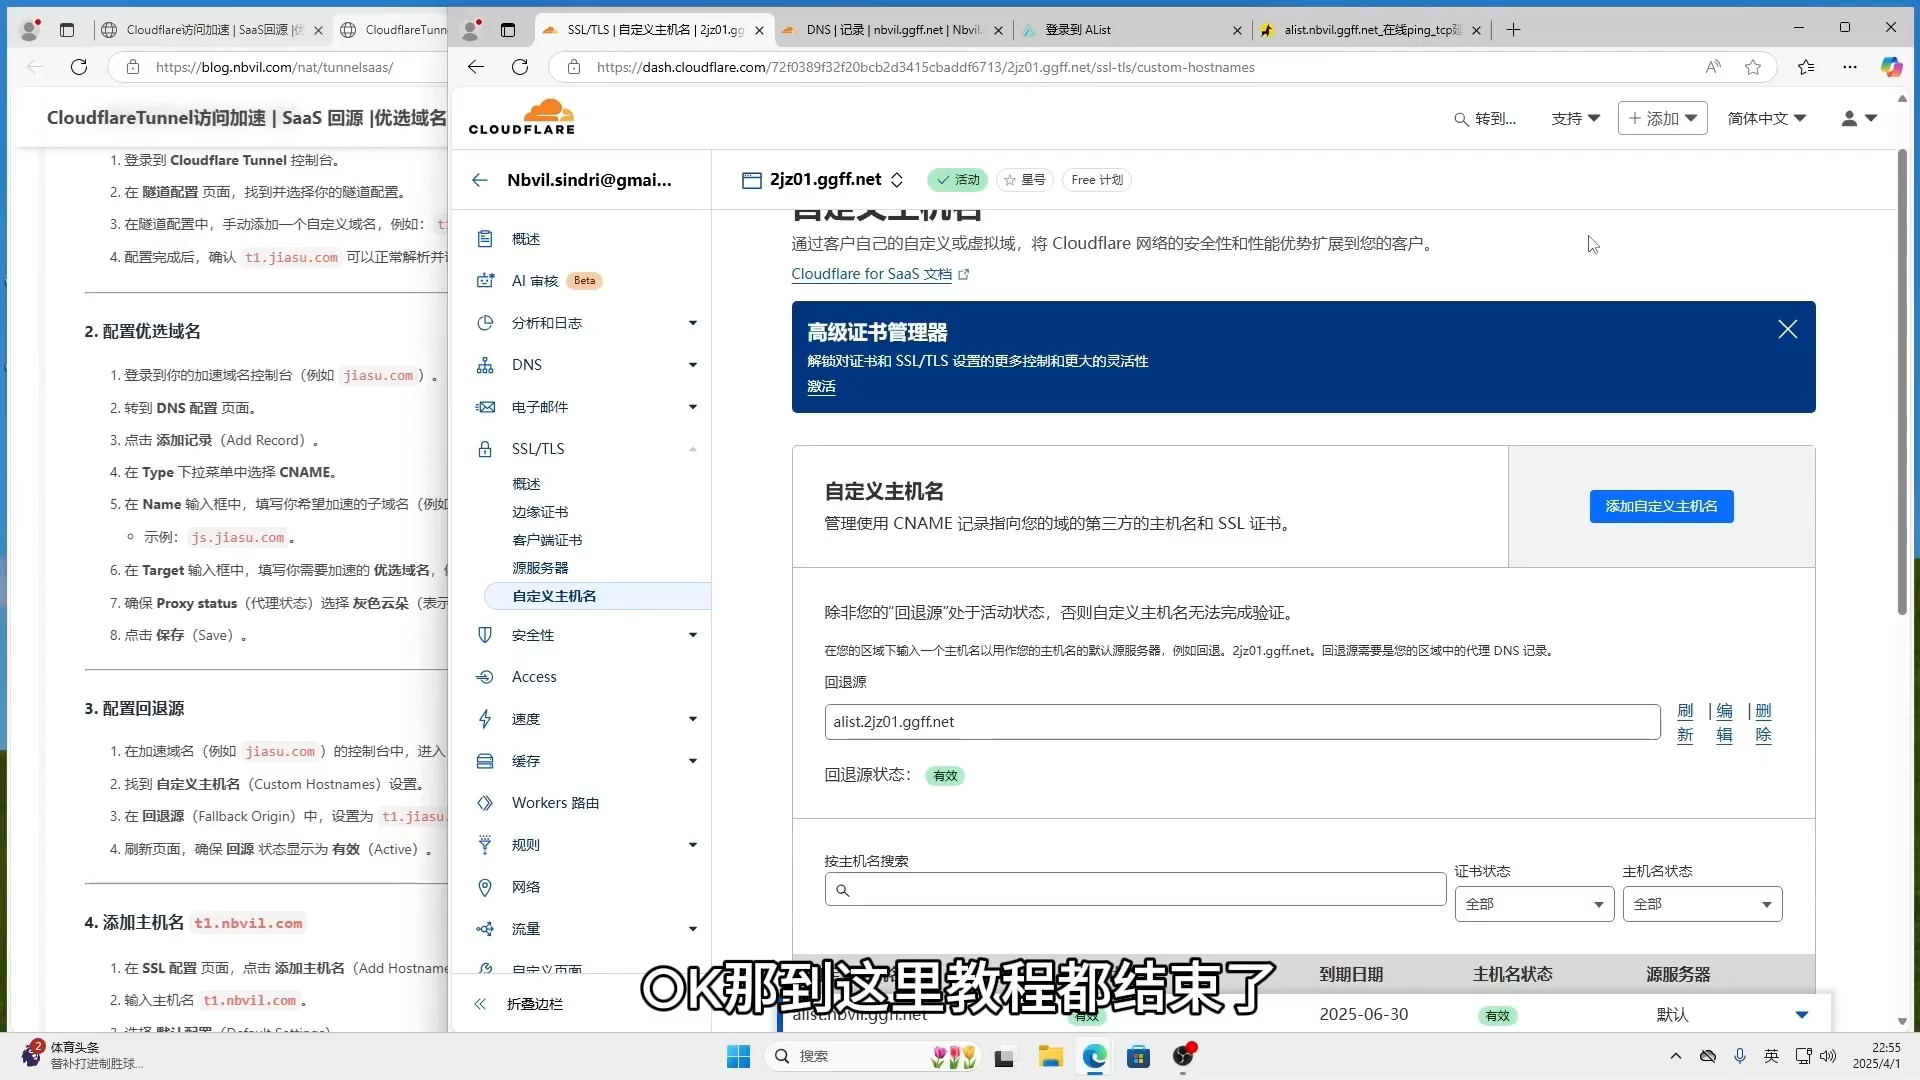 Cloudflare访问加速 | SaaS回源 |优
CloudflareTunn
https://blog.nbvil.com/nat/tunnelsaas/
CloudflareTunnel访问加速 | SaaS 回源 |优选域名
1. 登录到 Cloudflare Tunnel 控制台。
2. 在 隧道配置 页面，找到并选择你的隧道配置。
3. 在隧道配置中，手动添加一个自定义域名，例如：
4. 配置完成后，确认 t1.jiasu.com 可以正常解析并
2. 配置优选域名
1. 登录到你的加速域名控制台（例如 jiasu.com ）。
2. 转到 DNS 配置 页面。
3. 点击 添加记录（Add Record）。
4. 在 Type 下拉菜单中选择 CNAME。
5. 在 Name 输入框中，填写你希望加速的子域名（例如
示例： js.jiasu.com 。
6. 在 Target 输入框中，填写你需要加速的 优选域名，
7. 确保 Proxy status（代理状态）选择 灰色云朵（表示
8. 点击 保存（Save）。
3. 配置回退源
1. 在加速域名（例如 jiasu.com ）的控制台中，进入
2. 找到 自定义主机名（Custom Hostnames）设置。
3. 在 回退源（Fallback Origin）中，设置为 t1.jiasu.
4. 刷新页面，确保 回源 状态显示为 有效（Active）。
4. 添加主机名 t1.nbvil.com
1. 在 SSL 配置 页面，点击 添加主机名（Add Hostname
2. 输入主机名 t1.nbvil.com 。
3. 选择 默认配置（Default Settings）
SSL/TLS | 自定义主机名 | 2jz01.gg
DNS | 记录 | nbvil.ggff.net | Nbvil.
登录到 AList
alist.nbvil.ggff.net_在线ping_tcp延
https://dash.cloudflare.com/72f0389f32f20bcb2d3415cbaddf6713/2jz01.ggff.net/ssl-tls/custom-hostnames
CLOUDFLARE
转到...
支持
+ 添加
简体中文
Nbvil.sindri@gmai...
2jz01.ggff.net
活动
星号
Free 计划
概述
AI 审核
Beta
分析和日志
DNS
电子邮件
SSL/TLS
概述
边缘证书
客户端证书
源服务器
自定义主机名
安全性
Access
速度
缓存
Workers 路由
规则
网络
流量
自定义页面
折叠边栏
自定义主机名
通过客户自己的自定义或虚拟域，将 Cloudflare 网络的安全性和性能优势扩展到您的客户。
Cloudflare for SaaS 文档
高级证书管理器
解锁对证书和 SSL/TLS 设置的更多控制和更大的灵活性
激活
自定义主机名
管理使用 CNAME 记录指向您的域的第三方的主机名和 SSL 证书。
添加自定义主机名
除非您的“回退源”处于活动状态，否则自定义主机名无法完成验证。
在您的区域下输入一个主机名以用作您的主机名的默认源服务器，例如回退。2jz01.ggff.net。回退源需要是您的区域中的代理 DNS 记录。
回退源
alist.2jz01.ggff.net
刷新 | 编辑 | 删除
回退源状态： 有效
按主机名搜索
证书状态
主机名状态
全部
全部
到期日期
主机名状态
源服务器
alist.nbvil.ggff.net
有效
2025-06-30
有效
默认
OK那到这里教程都结束了
2
体育头条
替补打进制胜球...
搜索
英
22:55
2025/4/1